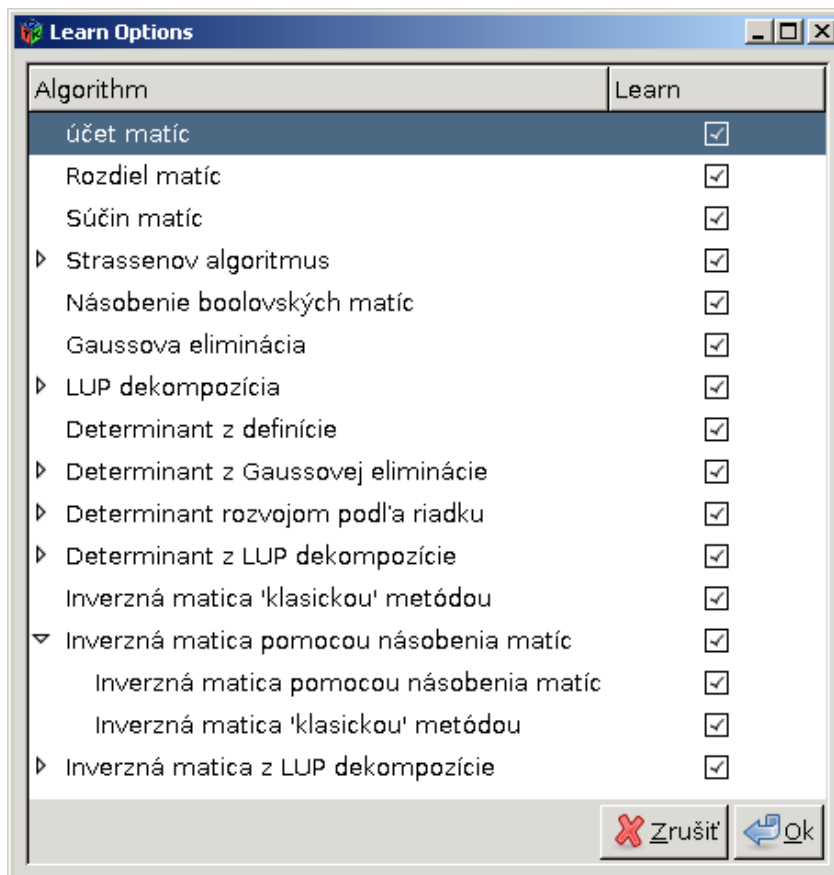 Learn Options
Algorithm Learn
účet matíc
Rozdiel matíc
Súčin matíc
Strassenov algoritmus
Násobenie boolovských matíc
Gaussova eliminácia
LUP dekompozícia
Determinant z definície
Determinant z Gaussovej eliminácie
Determinant rozvojom podľa riadku
Determinant z LUP dekompozície
Inverzná matica 'klasickou' metódou
Inverzná matica pomocou násobenia matíc
Inverzná matica pomocou násobenia matíc
Inverzná matica 'klasickou' metódou
Inverzná matica z LUP dekompozície
Zrušiť Ok